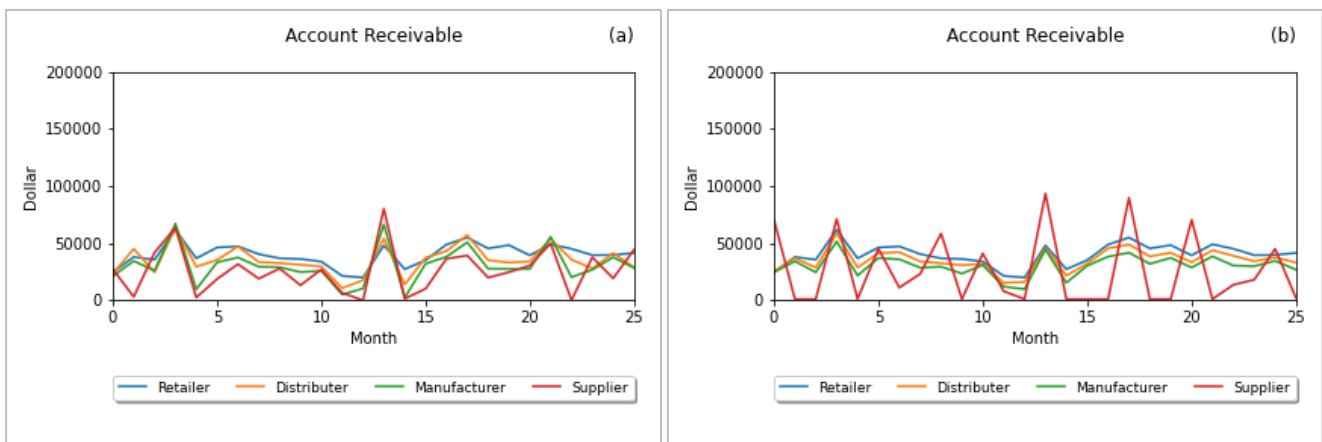 Account Receivable (a)
200000
150000
100000
50000
0
Dollar
0 5 10 15 20 25
Month
Retailer Distributer Manufacturer Supplier
Account Receivable (b)
200000
150000
100000
50000
0
Dollar
0 5 10 15 20 25
Month
Retailer Distributer Manufacturer Supplier